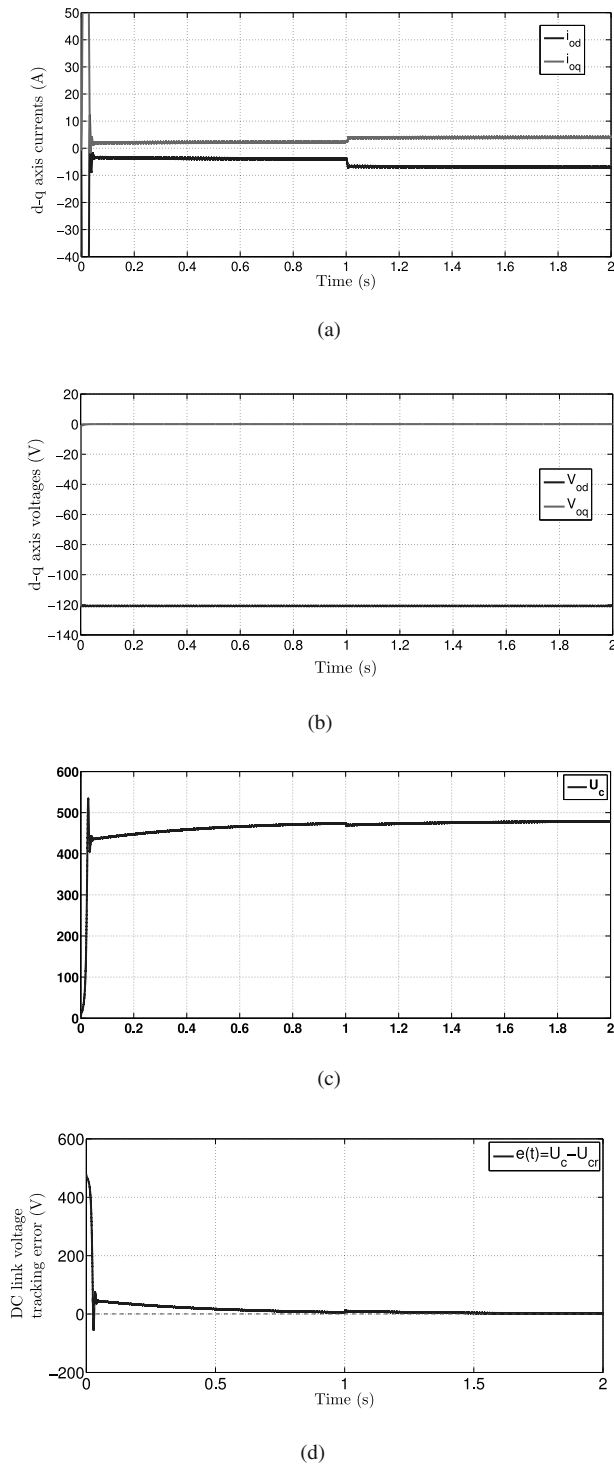 50
40
30
20
10
0
−10
−20
−30
−40
d-q axis currents (A)
i_od
i_oq
0 0.2 0.4 0.6 0.8 1 1.2 1.4 1.6 1.8 2
Time (s)
(a)
20
0
−20
−40
−60
−80
−100
−120
−140
d-q axis voltages (V)
V_od
V_oq
0 0.2 0.4 0.6 0.8 1 1.2 1.4 1.6 1.8 2
Time (s)
(b)
600
500
400
300
200
100
0
U_c
0 0.2 0.4 0.6 0.8 1 1.2 1.4 1.6 1.8 2
(c)
600
400
200
0
−200
DC link voltage
tracking error (V)
e(t)=U_c−U_cr
0 0.5 1 1.5 2
Time (s)
(d)